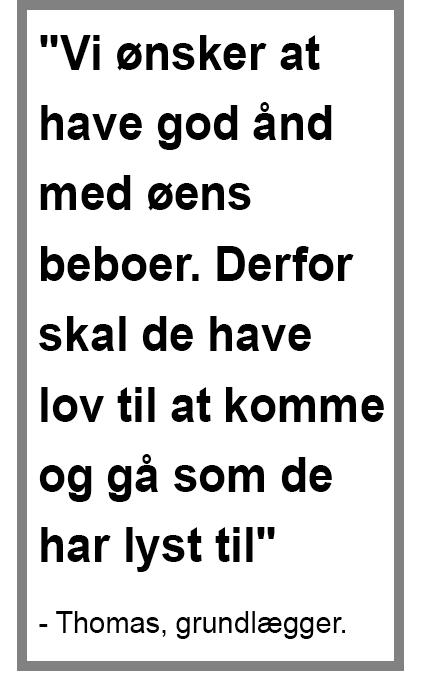 "Vi ønsker at
have god ånd
med øens
beboer. Derfor
skal de have
lov til at komme
og gå som de
har lyst til"
- Thomas, grundlægger.